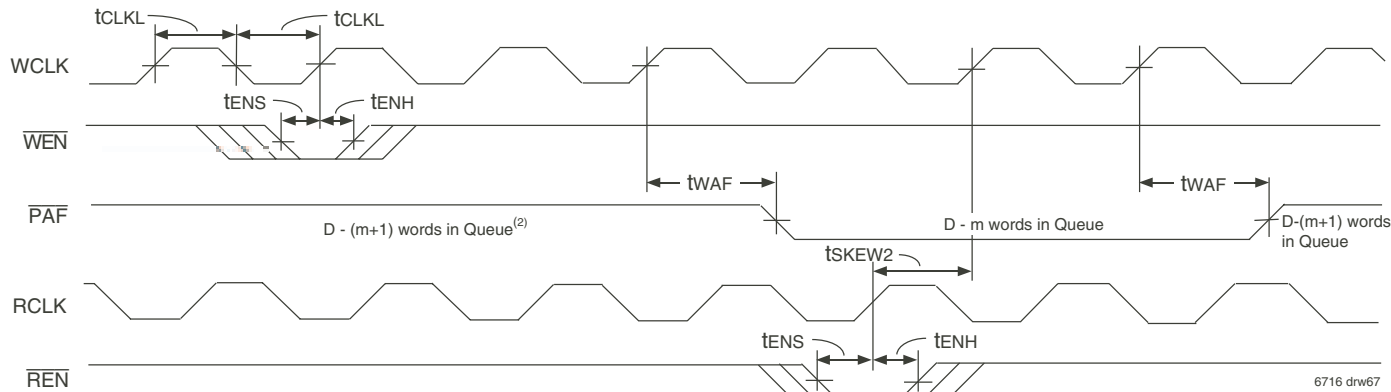 tCLKL tCLKL
WCLK
tENS tENH
WEN
tWAF tWAF
PAF
D - (m+1) words in Queue(2) D - m words in Queue D-(m+1) words
in Queue
tSKEW2
RCLK
tENS tENH
REN
6716 drw67